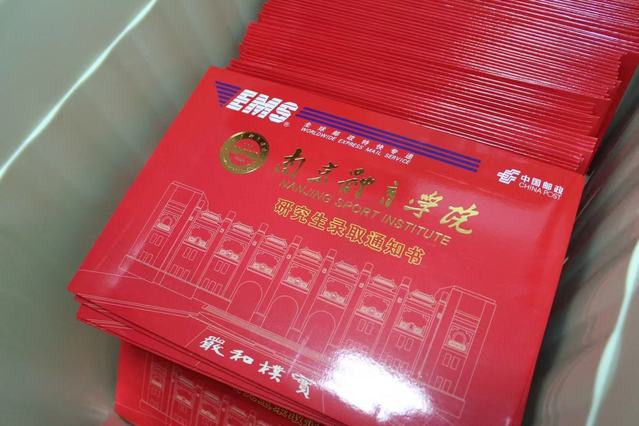 EMS®
全球邮政特快专递
WORLDWIDE EXPRESS MAIL SERVICE
中国邮政
CHINA POST
南京體育学院
NANJING SPORT INSTITUTE
研究生录取通知书
嚴和樸實